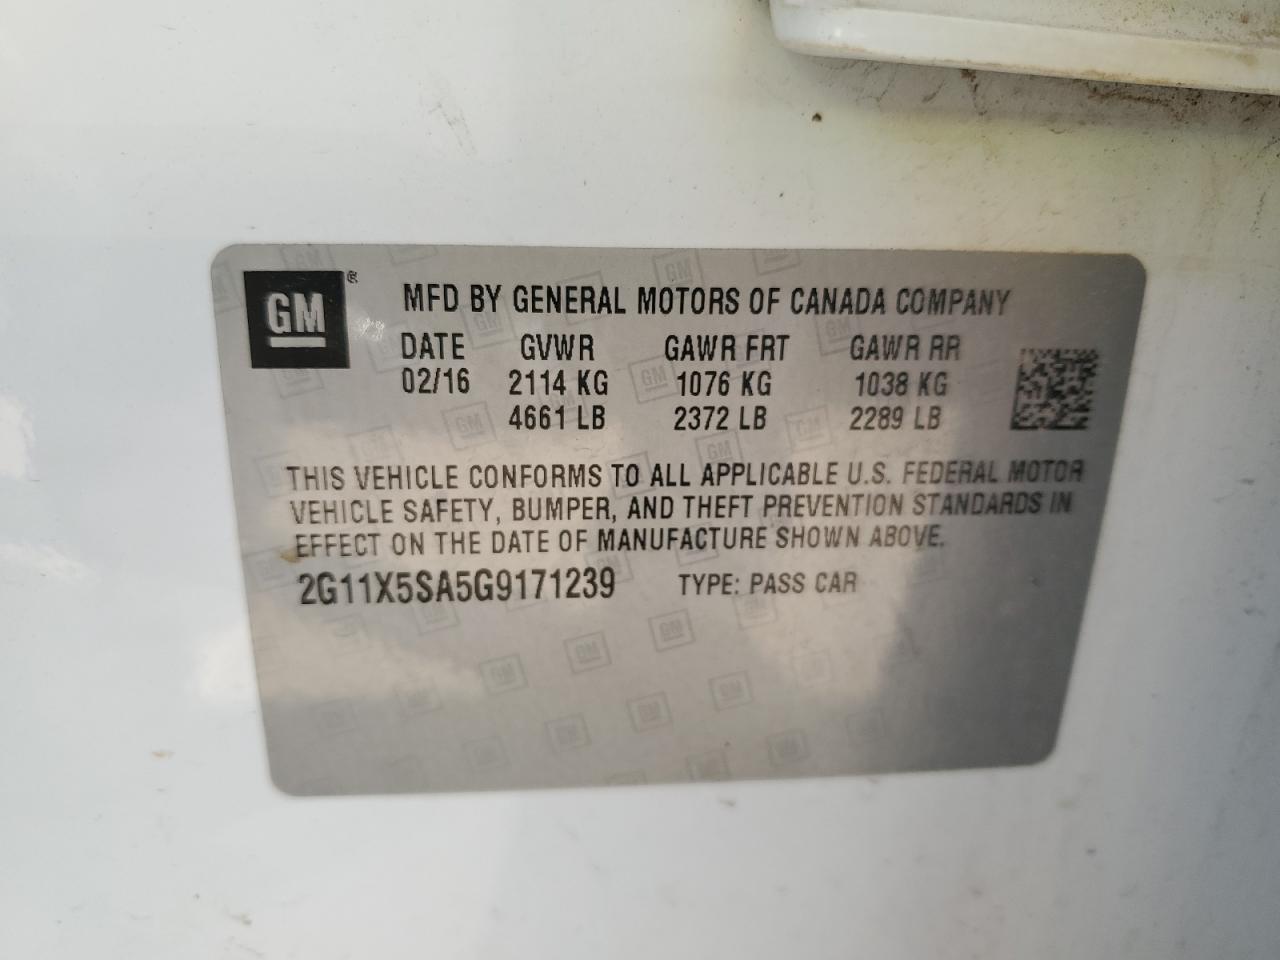 GM ®
MFD BY GENERAL MOTORS OF CANADA COMPANY
DATE GVWR GAWR FRT GAWR RR
02/16 2114 KG 1076 KG 1038 KG
4661 LB 2372 LB 2289 LB
THIS VEHICLE CONFORMS TO ALL APPLICABLE U.S. FEDERAL MOTOR
VEHICLE SAFETY, BUMPER, AND THEFT PREVENTION STANDARDS IN
EFFECT ON THE DATE OF MANUFACTURE SHOWN ABOVE.
2G11X5SA5G9171239 TYPE: PASS CAR